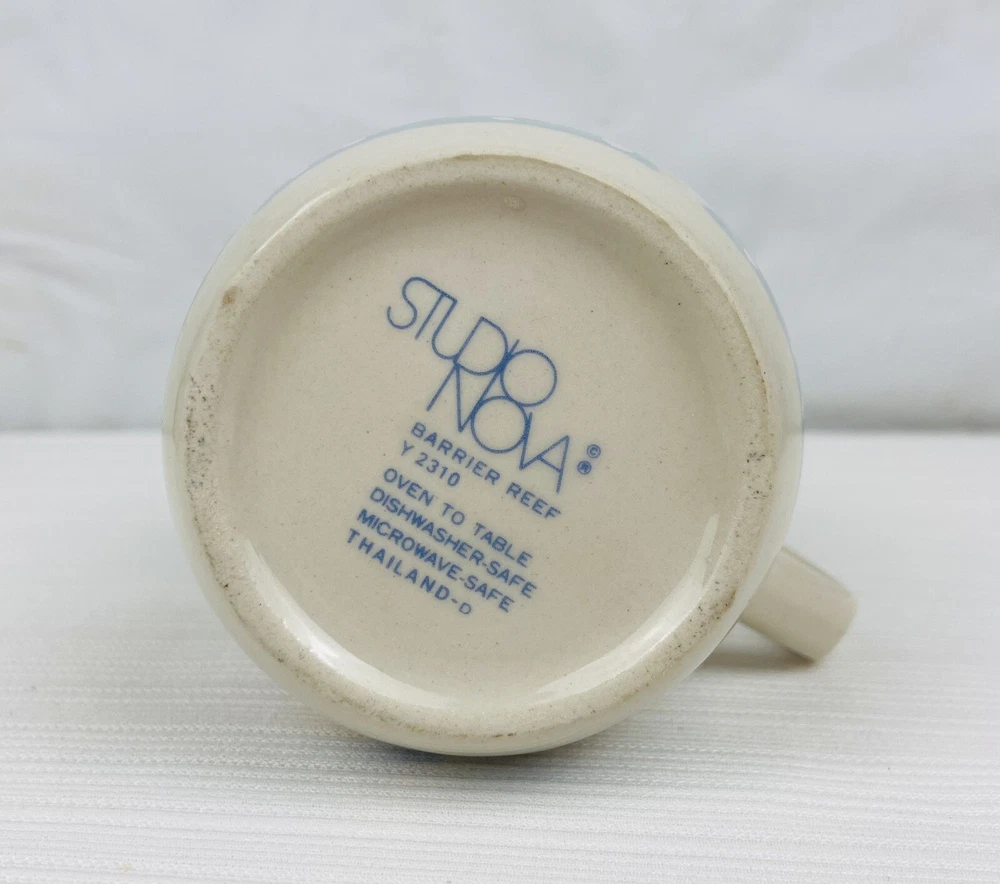 STUDIO
NOVA ©®
BARRIER REEF
Y 2310
OVEN TO TABLE
DISHWASHER-SAFE
MICROWAVE-SAFE
THAILAND-D